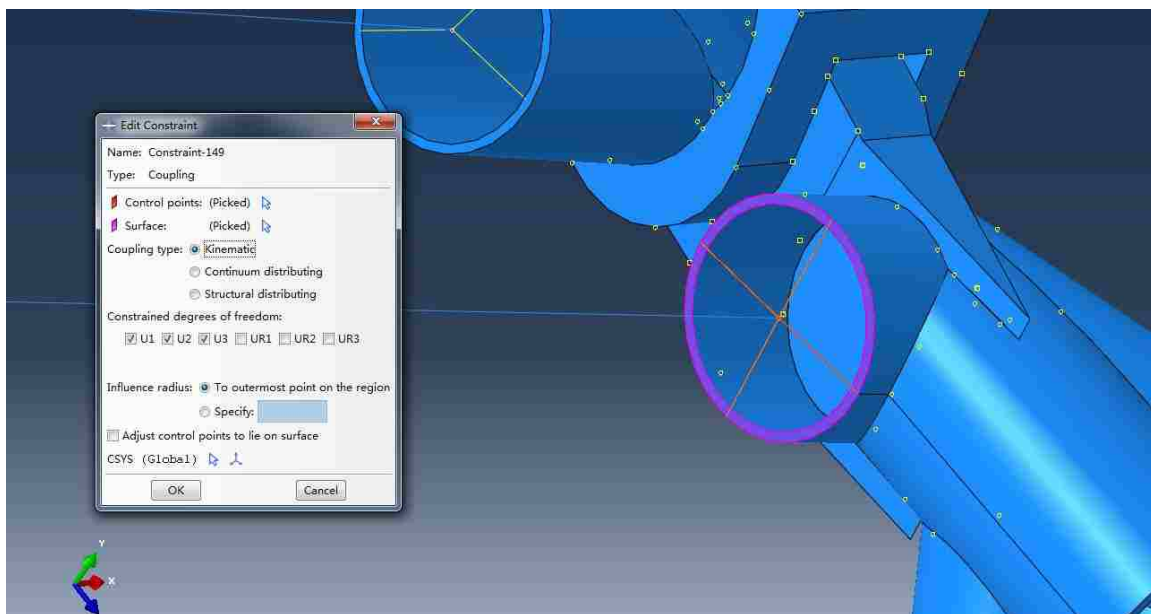 Edit Constraint
Name: Constraint-149
Type: Coupling
Control points: (Picked)
Surface: (Picked)
Coupling type: Kinematic
Continuum distributing
Structural distributing
Constrained degrees of freedom:
U1 U2 U3 UR1 UR2 UR3
Influence radius: To outermost point on the region
Specify:
Adjust control points to lie on surface
CSYS (Global)
OK Cancel
Y
X